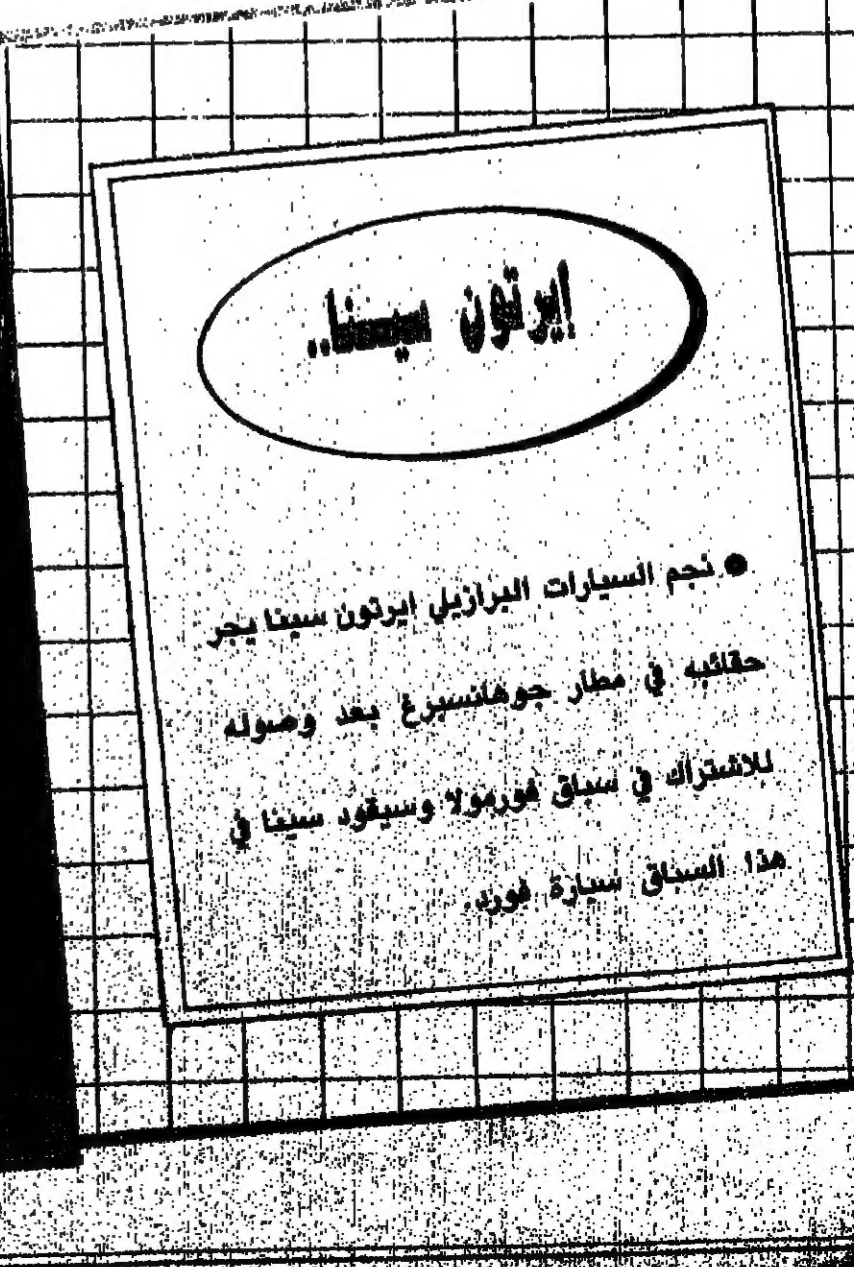 إيرتون سينا..
● نجم السيارات البرازيلي ايرتون سينا يجر
حقائبه في مطار جوهانسبرغ بعد وصوله
للاشتراك في سباق فورمولا وسيقود سينا في
هذا السباق سيارة فورد.